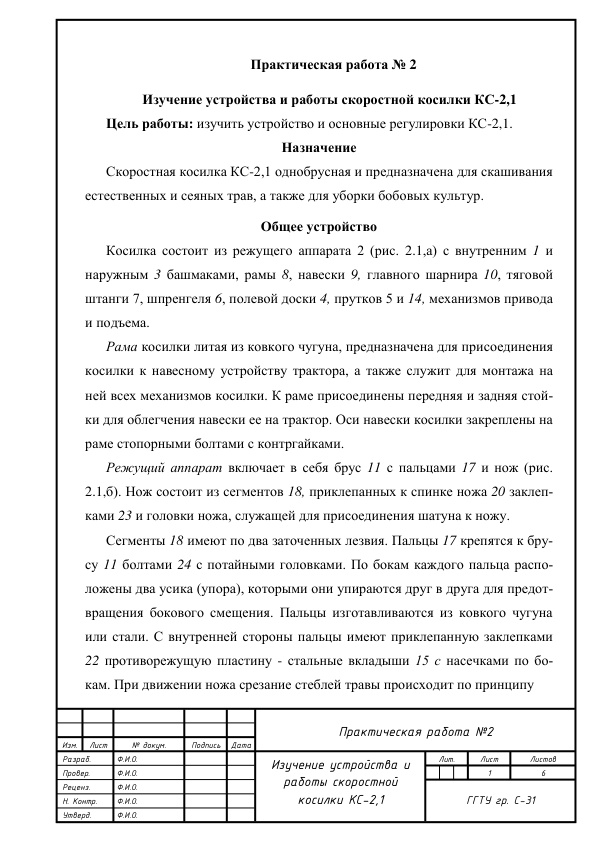 Практическая работа № 2
Изучение устройства и работы скоростной косилки КС-2,1
Цель работы: изучить устройство и основные регулировки КС-2,1.
Назначение
Скоростная косилка КС-2,1 однобрусная и предназначена для скашивания
естественных и сеяных трав, а также для уборки бобовых культур.
Общее устройство
Косилка состоит из режущего аппарата 2 (рис. 2.1,а) с внутренним 1 и
наружным 3 башмаками, рамы 8, навески 9, главного шарнира 10, тяговой
штанги 7, шпренгеля 6, полевой доски 4, прутков 5 и 14, механизмов привода
и подъема.
Рама косилки литая из ковкого чугуна, предназначена для присоединения
косилки к навесному устройству трактора, а также служит для монтажа на
ней всех механизмов косилки. К раме присоединены передняя и задняя стой-
ки для облегчения навески ее на трактор. Оси навески косилки закреплены на
раме стопорными болтами с контргайками.
Режущий аппарат включает в себя брус 11 с пальцами 17 и нож (рис.
2.1,б). Нож состоит из сегментов 18, приклепанных к спинке ножа 20 заклеп-
ками 23 и головки ножа, служащей для присоединения шатуна к ножу.
Сегменты 18 имеют по два заточенных лезвия. Пальцы 17 крепятся к бру-
су 11 болтами 24 с потайными головками. По бокам каждого пальца распо-
ложены два усика (упора), которыми они упираются друг в друга для предот-
вращения бокового смещения. Пальцы изготавливаются из ковкого чугуна
или стали. С внутренней стороны пальцы имеют приклепанную заклепками
22 противорежущую пластину - стальные вкладыши 15 с насечками по бо-
кам. При движении ножа срезание стеблей травы происходит по принципу
Практическая работа №2
Изм. Лист № докум. Подпись Дата
Разраб. Ф.И.О.
Провер. Ф.И.О.
Реценз. Ф.И.О.
Н. Контр. Ф.И.О.
Утверд. Ф.И.О.
Изучение устройства и
работы скоростной
косилки КС-2,1
Лит. Лист Листов
1 6
ГГТУ гр. С-31